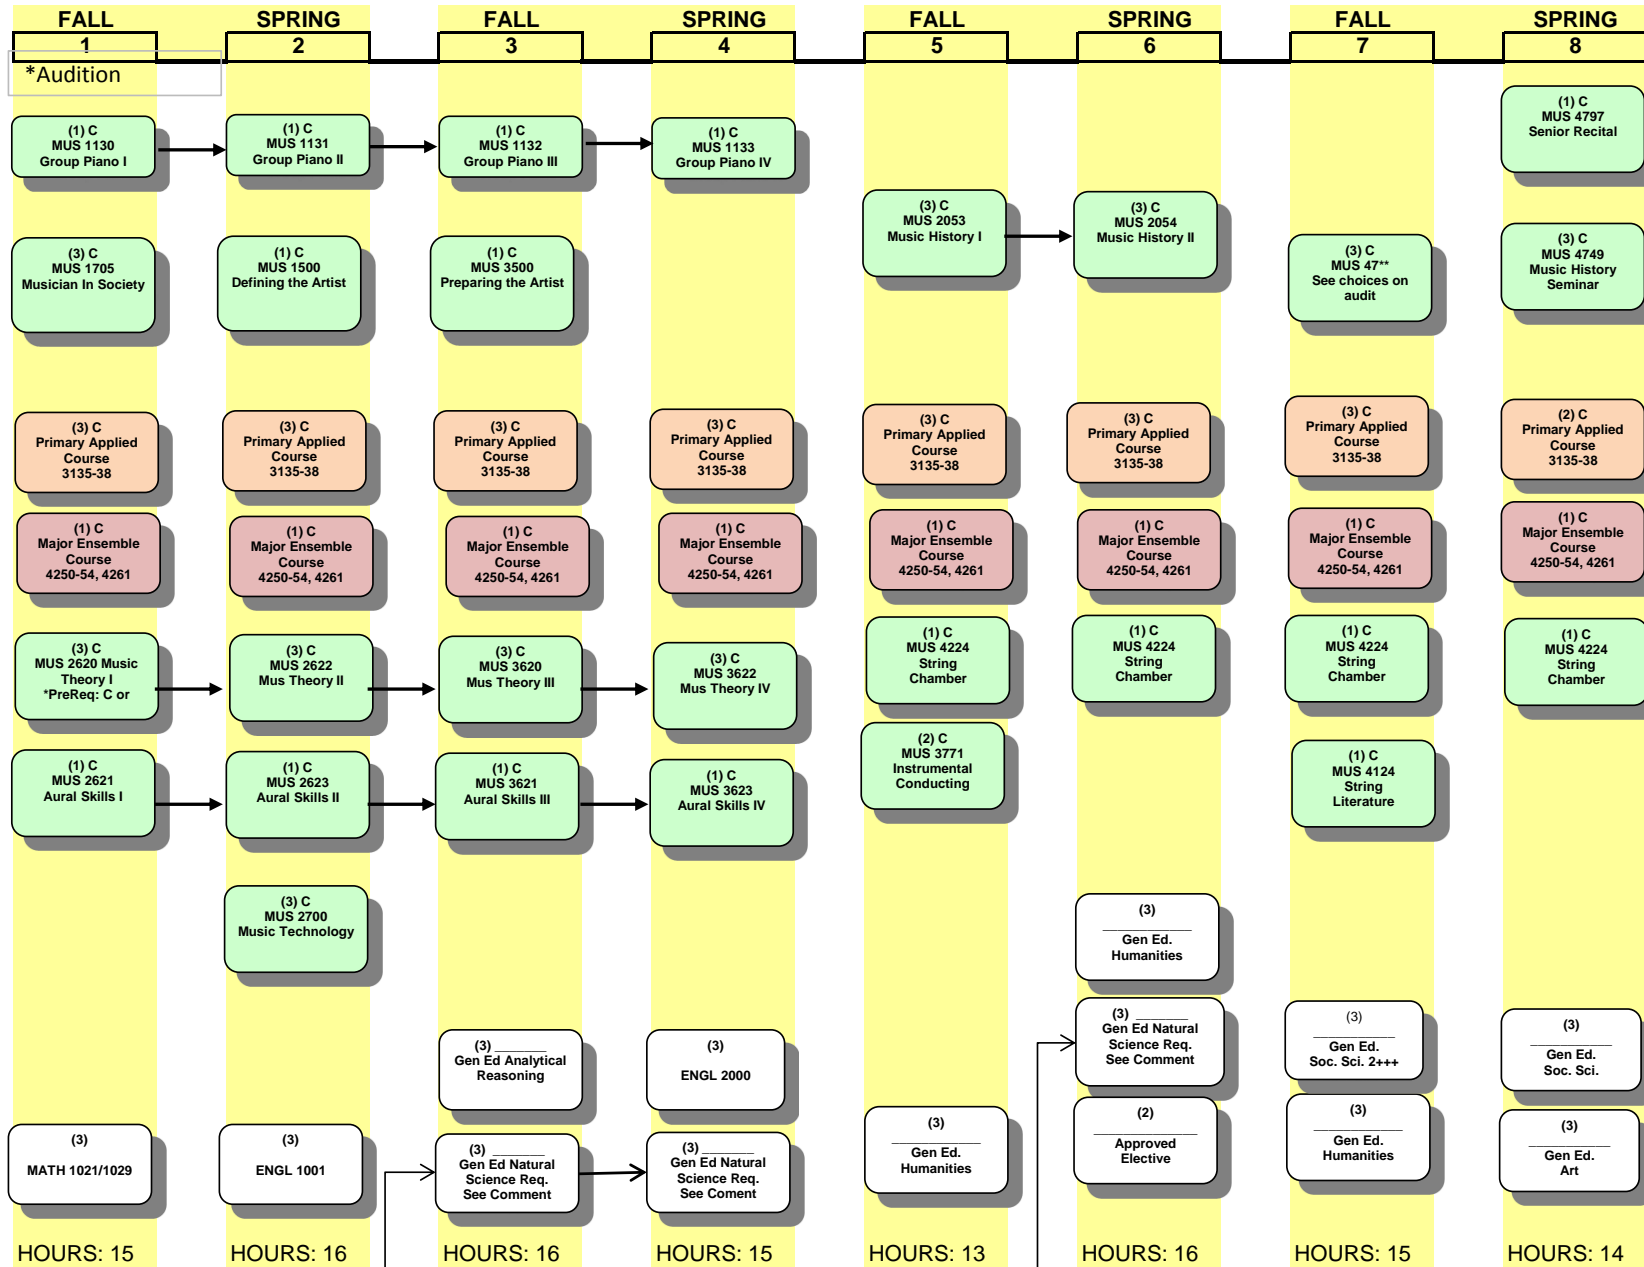 FALL
1
*Audition
(1) C
MUS 1130
Group Piano I
(3) C
MUS 1705
Musician In Society
(3) C
Primary Applied
Course
3135-38
(1) C
Major Ensemble
Course
4250-54, 4261
(3) C
MUS 2620 Music
Theory I
*PreReq: C or
(1) C
MUS 2621
Aural Skills I
(3)
MATH 1021/1029
HOURS: 15
SPRING
2
(1) C
MUS 1131
Group Piano II
(1) C
MUS 1500
Defining the Artist
(3) C
Primary Applied
Course
3135-38
(1) C
Major Ensemble
Course
4250-54, 4261
(3) C
MUS 2622
Mus Theory II
(1) C
MUS 2623
Aural Skills II
(3) C
MUS 2700
Music Technology
(3)
ENGL 1001
HOURS: 16
FALL
3
(1) C
MUS 1132
Group Piano III
(1) C
MUS 3500
Preparing the Artist
(3) C
Primary Applied
Course
3135-38
(1) C
Major Ensemble
Course
4250-54, 4261
(3) C
MUS 3620
Mus Theory III
(1) C
MUS 3621
Aural Skills III
(3) _______
Gen Ed Analytical
Reasoning
(3) _______
Gen Ed Natural
Science Req.
See Comment
HOURS: 16
SPRING
4
(1) C
MUS 1133
Group Piano IV
(3) C
Primary Applied
Course
3135-38
(1) C
Major Ensemble
Course
4250-54, 4261
(3) C
MUS 3622
Mus Theory IV
(1) C
MUS 3623
Aural Skills IV
(3)
ENGL 2000
(3) _______
Gen Ed Natural
Science Req.
See Coment
HOURS: 15
FALL
5
(3) C
MUS 2053
Music History I
(3) C
Primary Applied
Course
3135-38
(1) C
Major Ensemble
Course
4250-54, 4261
(1) C
MUS 4224
String
Chamber
(2) C
MUS 3771
Instrumental
Conducting
(3)
____________
Gen Ed.
Humanities
HOURS: 13
SPRING
6
(3) C
MUS 2054
Music History II
(3) C
Primary Applied
Course
3135-38
(1) C
Major Ensemble
Course
4250-54, 4261
(1) C
MUS 4224
String
Chamber
(3)
____________
Gen Ed.
Humanities
(3) _______
Gen Ed Natural
Science Req.
See Comment
(2)
____________
Approved
Elective
HOURS: 16
FALL
7
(3) C
MUS 47**
See choices on
audit
(3) C
Primary Applied
Course
3135-38
(1) C
Major Ensemble
Course
4250-54, 4261
(1) C
MUS 4224
String
Chamber
(1) C
MUS 4124
String
Literature
(3)
___________
Gen Ed.
Soc. Sci. 2+++
(3)
____________
Gen Ed.
Humanities
HOURS: 15
SPRING
8
(1) C
MUS 4797
Senior Recital
(3) C
MUS 4749
Music History
Seminar
(2) C
Primary Applied
Course
3135-38
(1) C
Major Ensemble
Course
4250-54, 4261
(1) C
MUS 4224
String
Chamber
(3)
___________
Gen Ed.
Soc. Sci.
(3)
___________
Gen Ed.
Art
HOURS: 14